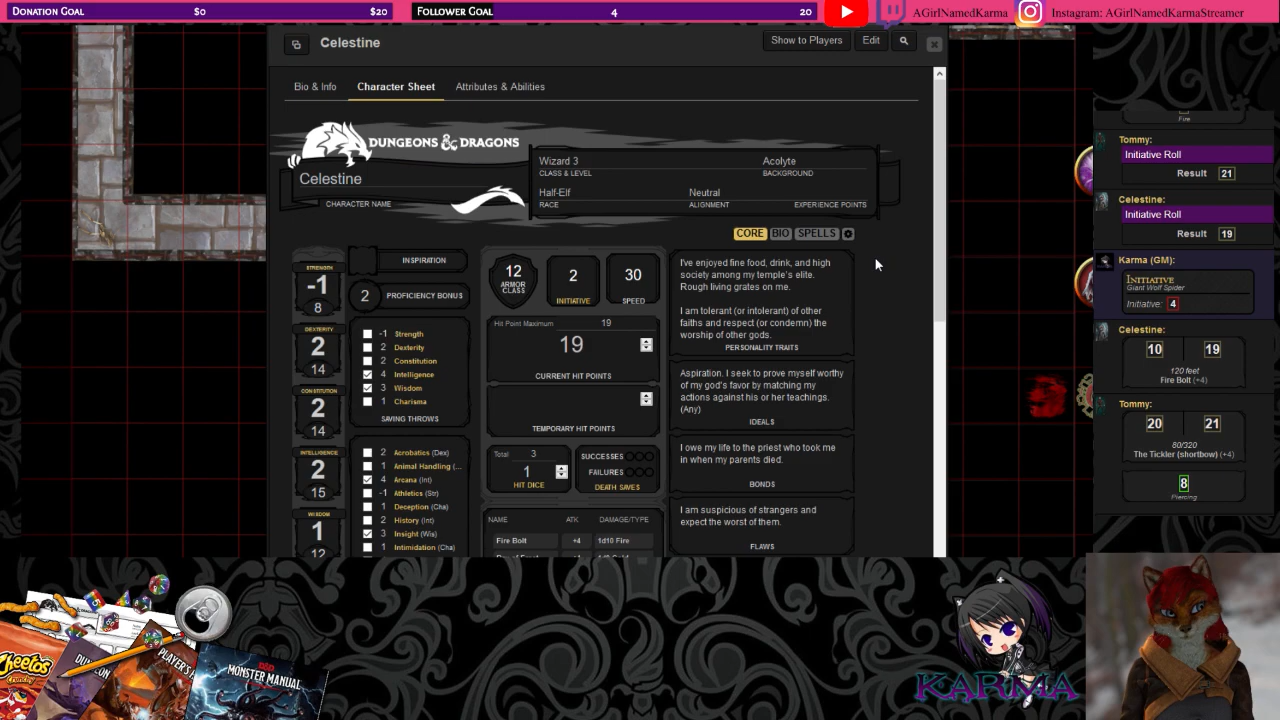 DONATION GOAL $0 $20 FOLLOWER GOAL 4 20 AGirlNamedKarma Instagram: AGirlNamedKarmaStreamer
Celestine
Show to Players Edit
Bio & Info Character Sheet Attributes & Abilities
DUNGEONS & DRAGONS
Celestine
CHARACTER NAME
Wizard 3 Acolyte
CLASS & LEVEL BACKGROUND
Half-Elf Neutral
RACE ALIGNMENT EXPERIENCE POINTS
CORE BIO SPELLS
STRENGTH
-1
8
DEXTERITY
2
14
CONSTITUTION
2
14
INTELLIGENCE
2
15
WISDOM
1
12
INSPIRATION
2 PROFICIENCY BONUS
-1 Strength
2 Dexterity
2 Constitution
4 Intelligence
3 Wisdom
1 Charisma
SAVING THROWS
2 Acrobatics (Dex)
1 Animal Handling (...
4 Arcana (Int)
-1 Athletics (Str)
1 Deception (Cha)
2 History (Int)
3 Insight (Wis)
1 Intimidation (Cha)
12 2 30
ARMOR
CLASS
INITIATIVE SPEED
Hit Point Maximum 19
19
CURRENT HIT POINTS
TEMPORARY HIT POINTS
Total 3
1
HIT DICE
SUCCESSES
FAILURES
DEATH SAVES
NAME ATK DAMAGE/TYPE
Fire Bolt +4 1d10 Fire
I've enjoyed fine food, drink, and high
society among my temple's elite.
Rough living grates on me.
I am tolerant (or intolerant) of other
faiths and respect (or condemn) the
worship of other gods.
PERSONALITY TRAITS
Aspiration. I seek to prove myself worthy
of my god's favor by matching my
actions against his or her teachings.
(Any)
IDEALS
I owe my life to the priest who took me
in when my parents died.
BONDS
I am suspicious of strangers and
expect the worst of them.
FLAWS
Fire
Tommy:
Initiative Roll
Result 21
Celestine:
Initiative Roll
Result 19
Karma (GM):
INITIATIVE
Giant Wolf Spider
Initiative: 4
Celestine:
10 19
120 feet
Fire Bolt (+4)
Tommy:
20 21
80/320
The Tickler (shortbow) (+4)
8
Piercing
Cheetos
Crunchy
DUNGEON
PLAYER'S
D&D
MONSTER MANUAL
KARMA